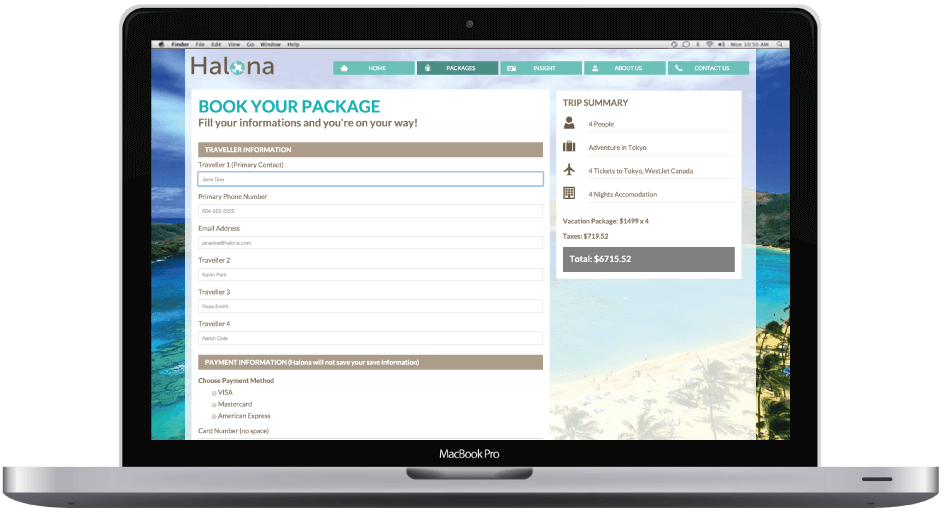 Finder File Edit View Go Window Help
Mon 10:50 AM
Halona
HOME
PACKAGES
INSIGHT
ABOUT US
CONTACT US
BOOK YOUR PACKAGE
Fill your informations and you're on your way!
TRAVELLER INFORMATION
Traveller 1 (Primary Contact)
Jane Doe
Primary Phone Number
604-222-2222
Email Address
janedoe@halona.com
Traveller 2
Kevin Park
Traveller 3
Rose Smith
Traveller 4
Aaron Cole
PAYMENT INFORMATION (Halona will not save your save information)
Choose Payment Method
VISA
Mastercard
American Express
Card Number (no space)
TRIP SUMMARY
4 People
Adventure in Tokyo
4 Tickets to Tokyo, WestJet Canada
4 Nights Accomodation
Vacation Package: $1499 x 4
Taxes: $719.52
Total: $6715.52
MacBook Pro